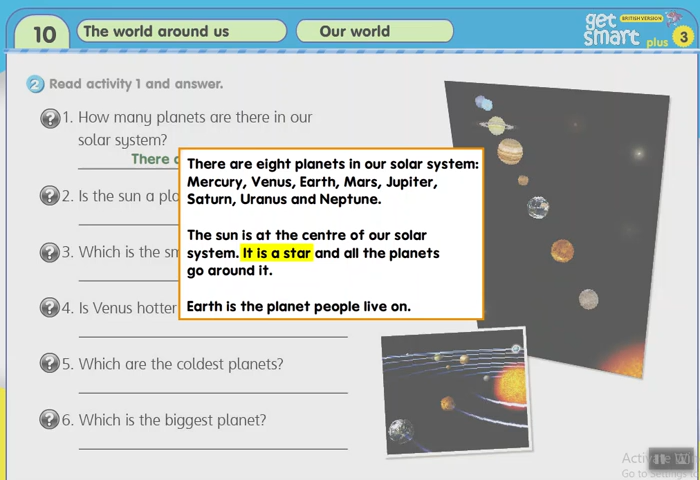 10
The world around us
Our world
get smart plus 3
BRITISH VERSION
2 Read activity 1 and answer.
1. How many planets are there in our
solar system?
There
2. Is the sun a
3. Which is the
4. Is Venus hotter
5. Which are the coldest planets?
6. Which is the biggest planet?
There are eight planets in our solar system:
Mercury, Venus, Earth, Mars, Jupiter,
Saturn, Uranus and Neptune.
The sun is at the centre of our solar
system. It is a star and all the planets
go around it.
Earth is the planet people live on.
Go to